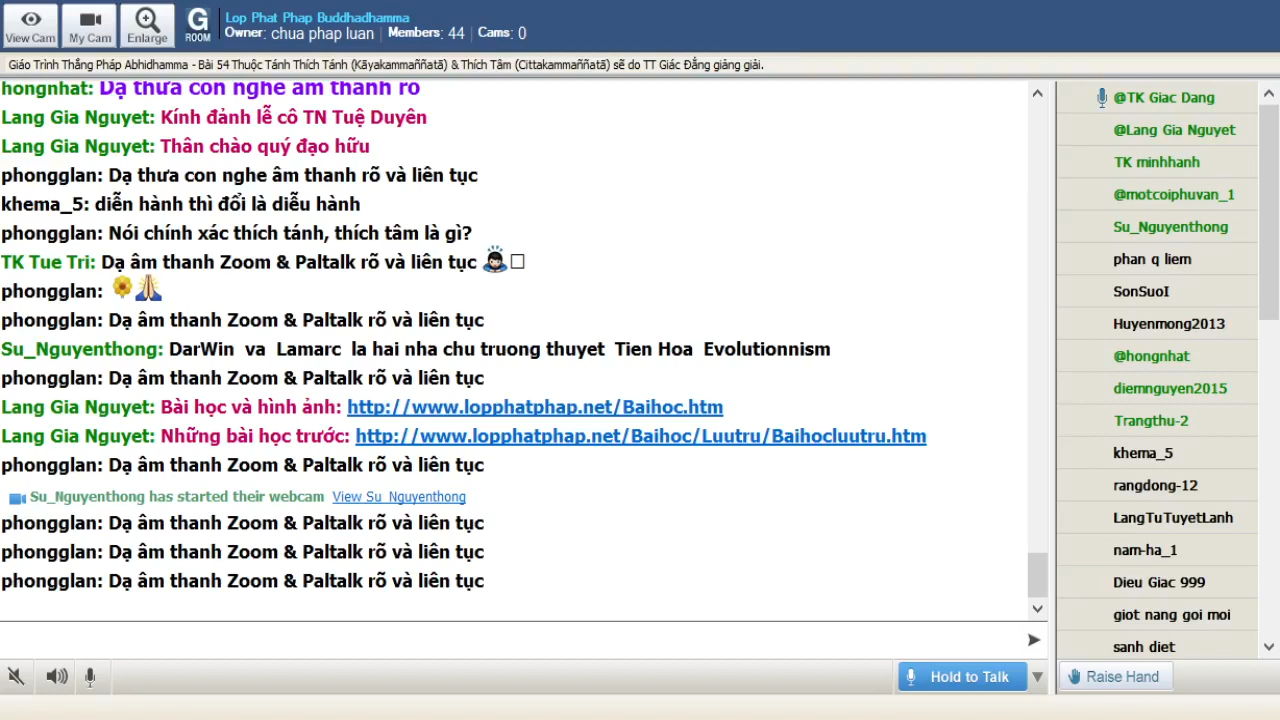 View Cam
My Cam
Enlarge
G
ROOM
Lop Phat Phap Buddhadhamma
Owner: chua phap luan | Members: 44 | Cams: 0
Giáo Trình Thắng Pháp Abhidhamma - Bài 54 Thuộc Tánh Thích Tánh (Kāyakammaññatā) & Thích Tâm (Cittakammaññatā) sẽ do TT Giác Đẳng giảng giải.
hongnhat: Dạ thưa con nghe âm thanh rõ
Lang Gia Nguyet: Kính đảnh lễ cô TN Tuệ Duyên
Lang Gia Nguyet: Thân chào quý đạo hữu
phongglan: Dạ thưa con nghe âm thanh rõ và liên tục
khema_5: diễn hành thì đổi là diễu hành
phongglan: Nói chính xác thích tánh, thích tâm là gì?
TK Tue Tri: Dạ âm thanh Zoom & Paltalk rõ và liên tục
phongglan:
phongglan: Dạ âm thanh Zoom & Paltalk rõ và liên tục
Su_Nguyenthong: DarWin va Lamarc la hai nha chu truong thuyet Tien Hoa Evolutionnism
phongglan: Dạ âm thanh Zoom & Paltalk rõ và liên tục
Lang Gia Nguyet: Bài học và hình ảnh: http://www.lopphatphap.net/Baihoc.htm
Lang Gia Nguyet: Những bài học trước: http://www.lopphatphap.net/Baihoc/Luutru/Baihocluutru.htm
phongglan: Dạ âm thanh Zoom & Paltalk rõ và liên tục
Su_Nguyenthong has started their webcam View Su_Nguyenthong
phongglan: Dạ âm thanh Zoom & Paltalk rõ và liên tục
phongglan: Dạ âm thanh Zoom & Paltalk rõ và liên tục
phongglan: Dạ âm thanh Zoom & Paltalk rõ và liên tục
@TK Giac Dang
@Lang Gia Nguyet
TK minhhanh
@motcoiphuvan_1
Su_Nguyenthong
phan q liem
SonSuoI
Huyenmong2013
@hongnhat
diemnguyen2015
Trangthu-2
khema_5
rangdong-12
LangTuTuyetLanh
nam-ha_1
Dieu Giac 999
giot nang goi moi
sanh diet
Hold to Talk
Raise Hand